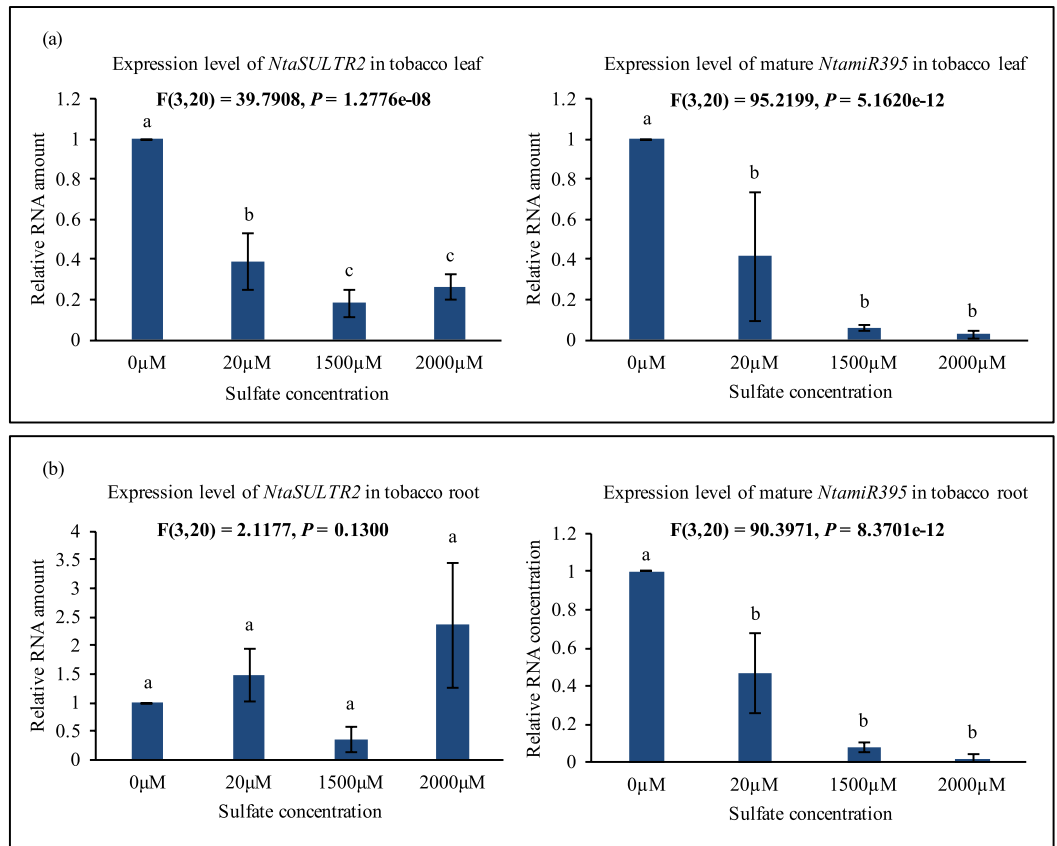 (a)
Expression level of NtaSULTR2 in tobacco leaf
F(3,20) = 39.7908, P = 1.2776e-08
Relative RNA amount
1.2
1
0.8
0.6
0.4
0.2
0
a
b
c
c
0µM
20µM
1500µM
2000µM
Sulfate concentration
Expression level of mature NtamiR395 in tobacco leaf
F(3,20) = 95.2199, P = 5.1620e-12
Relative RNA amount
1.2
1
0.8
0.6
0.4
0.2
0
a
b
b
b
0µM
20µM
1500µM
2000µM
Sulfate concentration
(b)
Expression level of NtaSULTR2 in tobacco root
F(3,20) = 2.1177, P = 0.1300
Relative RNA amount
4
3.5
3
2.5
2
1.5
1
0.5
0
a
a
a
a
0µM
20µM
1500µM
2000µM
Sulfate concentration
Expression level of mature NtamiR395 in tobacco root
F(3,20) = 90.3971, P = 8.3701e-12
Relative RNA concentration
1.2
1
0.8
0.6
0.4
0.2
0
a
b
b
b
0µM
20µM
1500µM
2000µM
Sulfate concentration